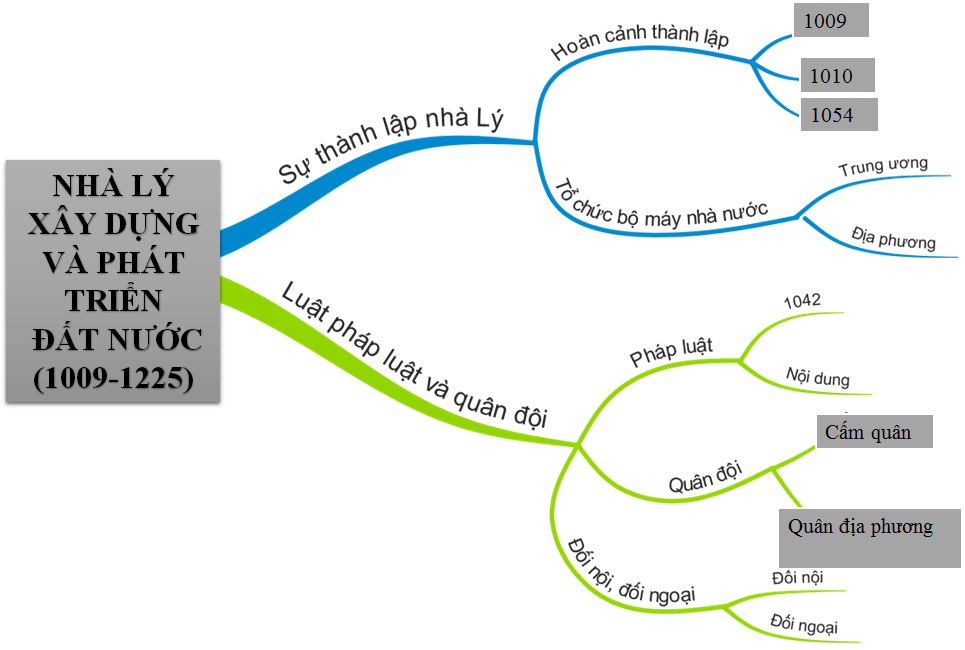 NHÀ LÝ
XÂY DỰNG
VÀ PHÁT
TRIỂN
ĐẤT NƯỚC
(1009-1225)
Sự thành lập nhà Lý
Hoàn cảnh thành lập
1009
1010
1054
Tổ chức bộ máy nhà nước
Trung ương
Địa phương
Luật pháp luật và quân đội
Pháp luật
1042
Nội dung
Quân đội
Cấm quân
Quân địa phương
Đối nội, đối ngoại
Đối nội
Đối ngoại